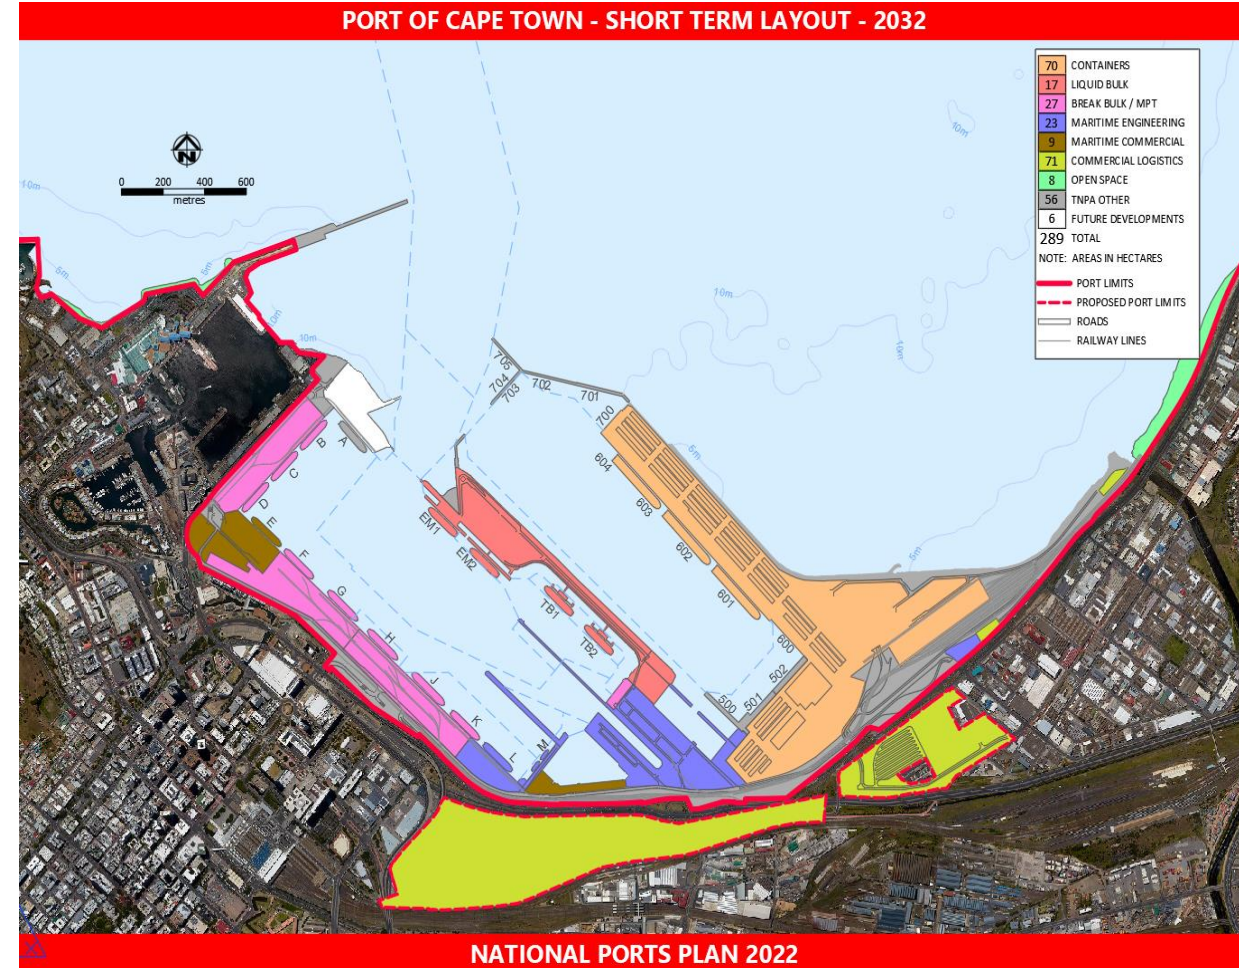 PORT OF CAPE TOWN - SHORT TERM LAYOUT - 2032
70 CONTAINERS
17 LIQUID BULK
27 BREAK BULK / MPT
23 MARITIME ENGINEERING
9 MARITIME COMMERCIAL
71 COMMERCIAL LOGISTICS
8 OPEN SPACE
56 TNPA OTHER
6 FUTURE DEVELOPMENTS
289 TOTAL
NOTE: AREAS IN HECTARES
PORT LIMITS
PROPOSED PORT LIMITS
ROADS
RAILWAY LINES
N
0 200 400 600
metres
10m
10m
5m
5m
10m
10m
10m
10m
5m
5m
705
704
703
702
701
700
604
603
602
601
600
502
501
500
A
B
C
D
E
F
G
H
J
K
L
M
EM1
EM2
TB1
TB2
NATIONAL PORTS PLAN 2022